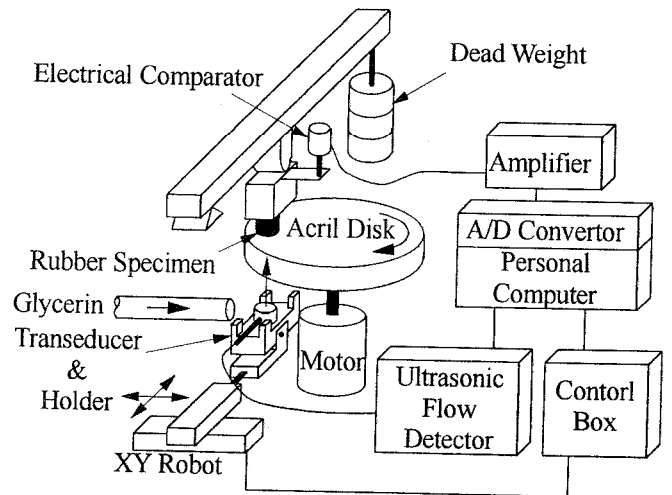 Dead Weight
Electrical Comparator
Amplifier
Acril Disk
A/D Convertor
Rubber Specimen
Personal
Computer
Glycerin
Transeducer
&
Holder
Motor
Ultrasonic
Flow
Detector
Contorl
Box
XY Robot